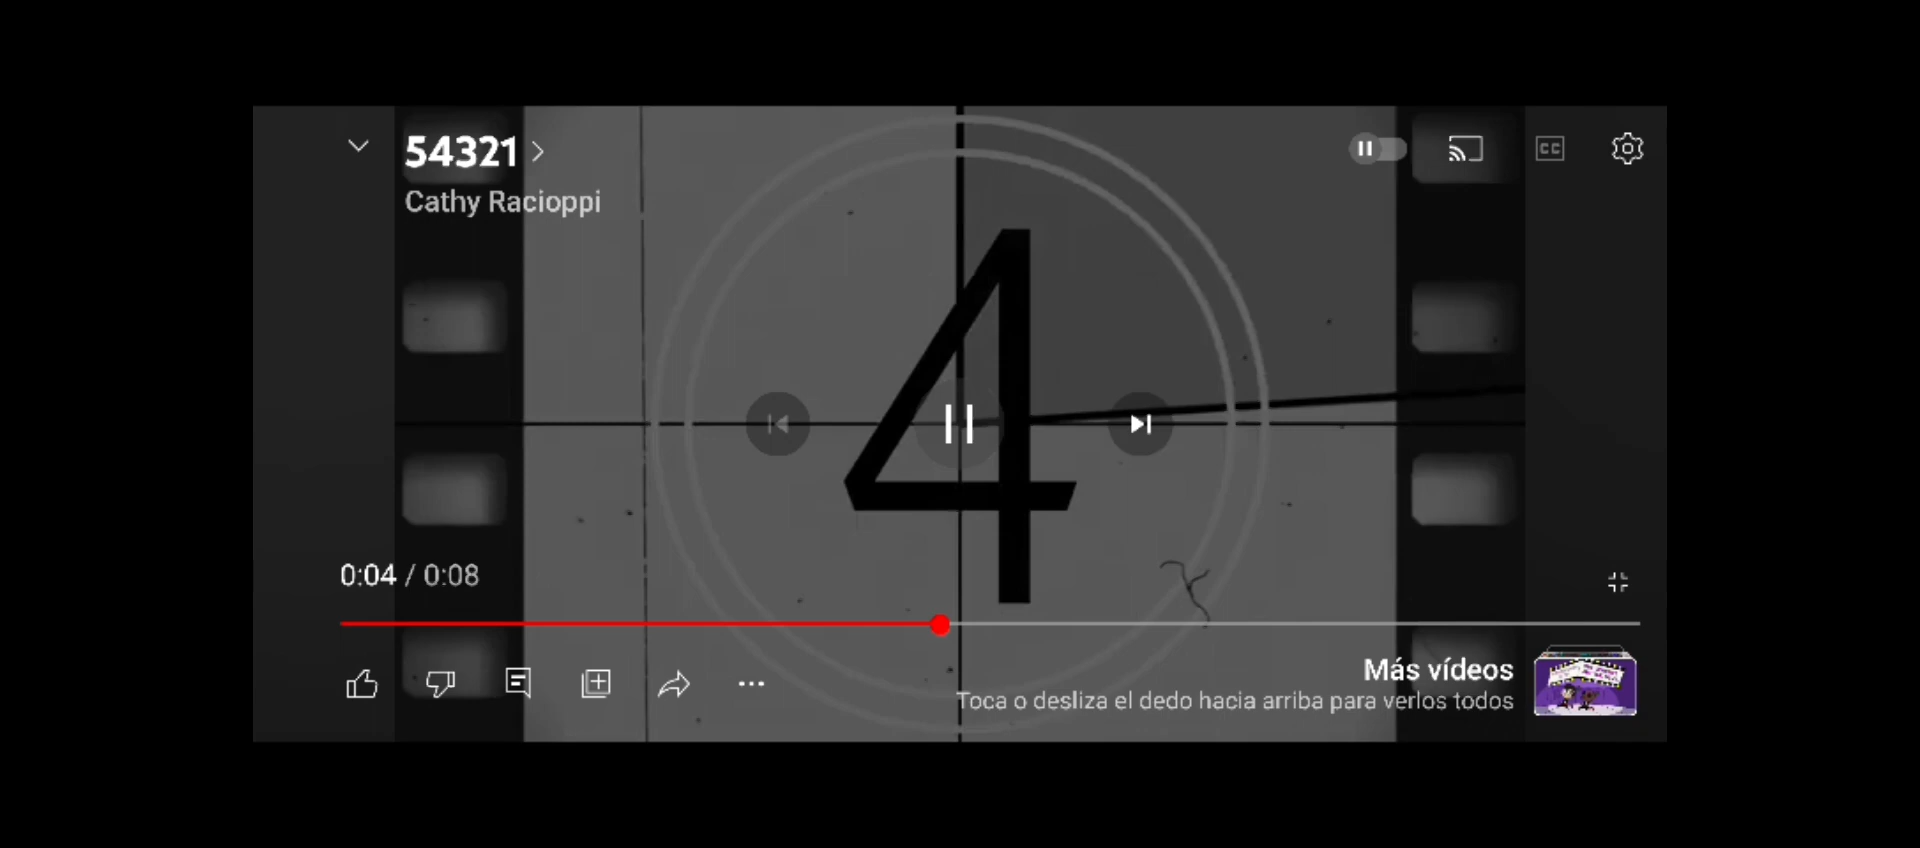 54321
Cathy Racioppi
CC
4
0:04 / 0:08
Más vídeos
Toca o desliza el dedo hacia arriba para verlos todos